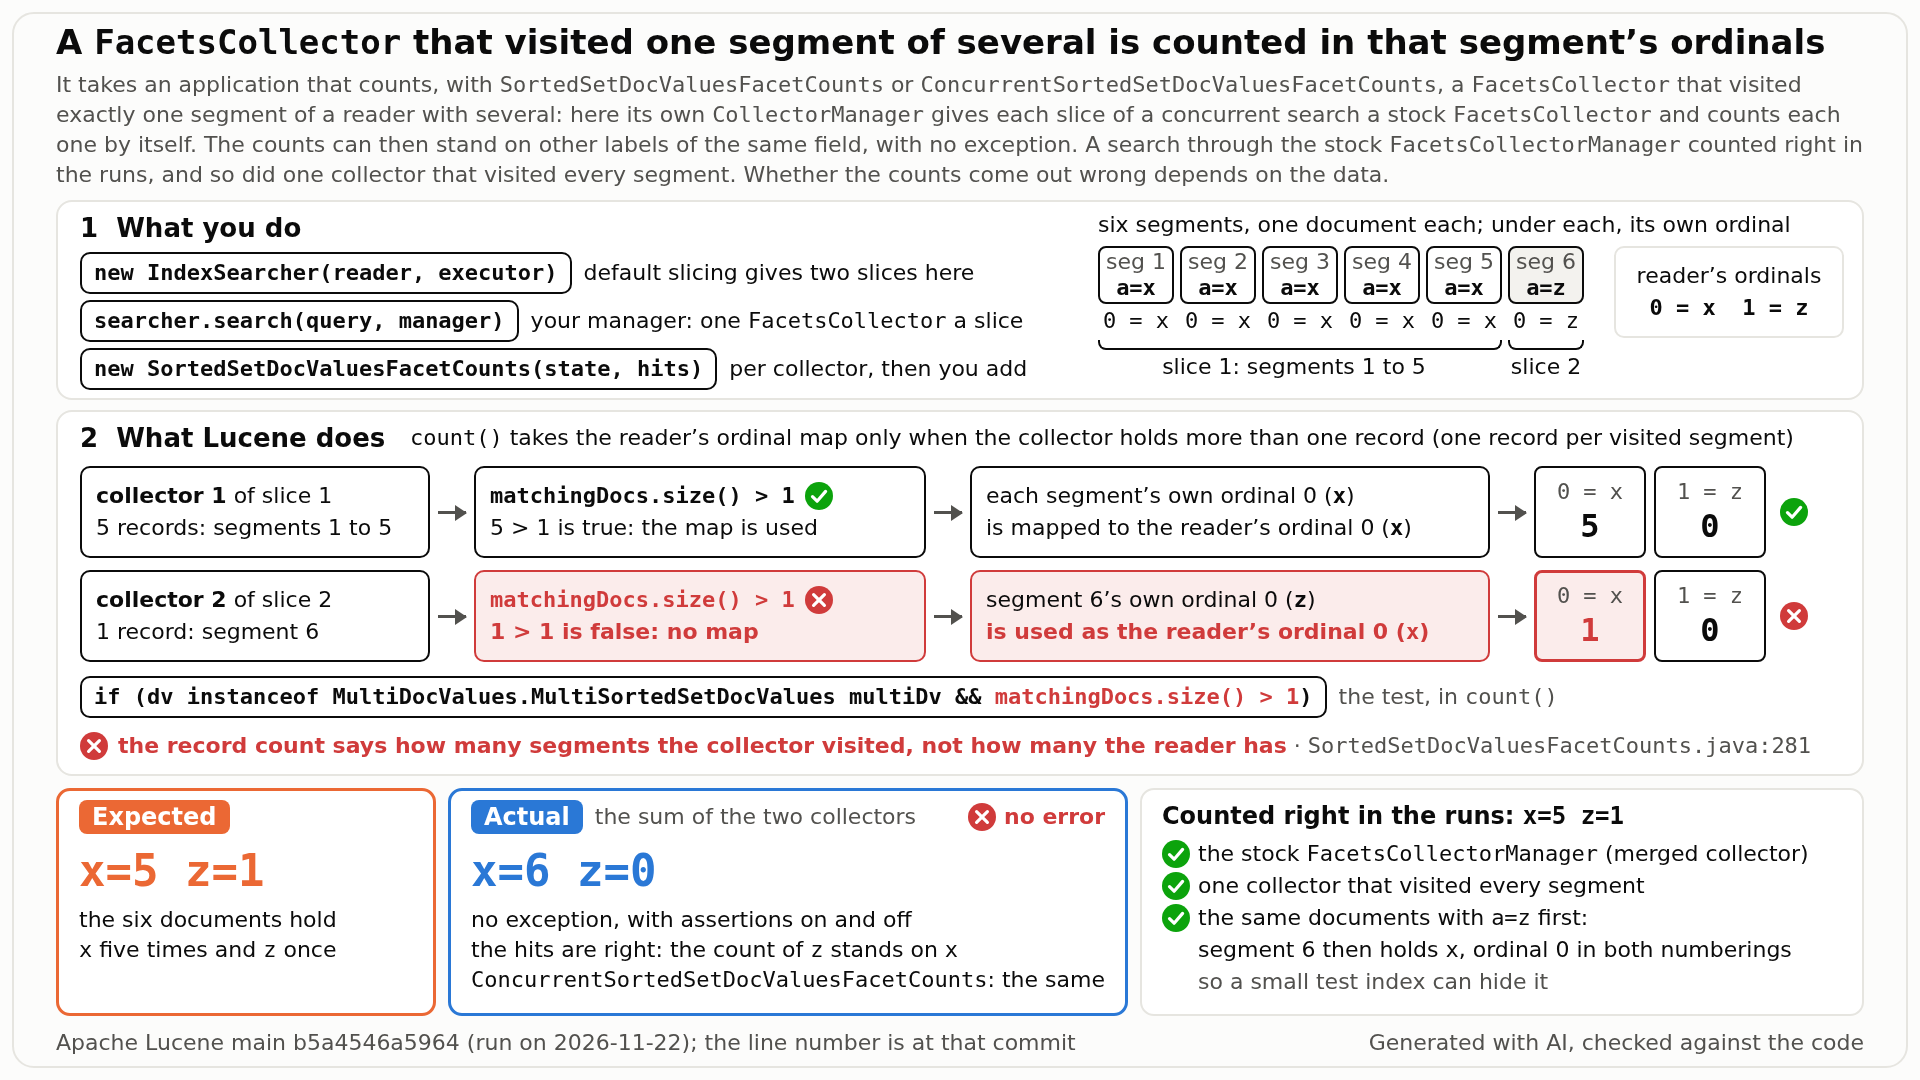 A FacetsCollector that visited one segment of several is counted in that segment’s ordinals
It takes an application that counts, with SortedSetDocValuesFacetCounts or ConcurrentSortedSetDocValuesFacetCounts, a FacetsCollector that visited
exactly one segment of a reader with several: here its own CollectorManager gives each slice of a concurrent search a stock FacetsCollector and counts each
one by itself. The counts can then stand on other labels of the same field, with no exception. A search through the stock FacetsCollectorManager counted right in
the runs, and so did one collector that visited every segment. Whether the counts come out wrong depends on the data.
1 What you do
new IndexSearcher(reader, executor) default slicing gives two slices here
searcher.search(query, manager) your manager: one FacetsCollector a slice
new SortedSetDocValuesFacetCounts(state, hits) per collector, then you add
six segments, one document each; under each, its own ordinal
seg 1 seg 2 seg 3 seg 4 seg 5 seg 6
a=x a=x a=x a=x a=x a=z
0 = x 0 = x 0 = x 0 = x 0 = x 0 = z
slice 1: segments 1 to 5 slice 2
reader’s ordinals
0 = x 1 = z
2 What Lucene does count() takes the reader’s ordinal map only when the collector holds more than one record (one record per visited segment)
collector 1 of slice 1
5 records: segments 1 to 5
matchingDocs.size() > 1
5 > 1 is true: the map is used
each segment’s own ordinal 0 (x)
is mapped to the reader’s ordinal 0 (x)
0 = x
5
1 = z
0
collector 2 of slice 2
1 record: segment 6
matchingDocs.size() > 1
1 > 1 is false: no map
segment 6’s own ordinal 0 (z)
is used as the reader’s ordinal 0 (x)
0 = x
1
1 = z
0
if (dv instanceof MultiDocValues.MultiSortedSetDocValues multiDv && matchingDocs.size() > 1) the test, in count()
the record count says how many segments the collector visited, not how many the reader has · SortedSetDocValuesFacetCounts.java:281
Expected
x=5 z=1
the six documents hold
x five times and z once
Actual the sum of the two collectors no error
x=6 z=0
no exception, with assertions on and off
the hits are right: the count of z stands on x
ConcurrentSortedSetDocValuesFacetCounts: the same
Counted right in the runs: x=5 z=1
the stock FacetsCollectorManager (merged collector)
one collector that visited every segment
the same documents with a=z first:
segment 6 then holds x, ordinal 0 in both numberings
so a small test index can hide it
Apache Lucene main b5a4546a5964 (run on 2026-11-22); the line number is at that commit
Generated with AI, checked against the code